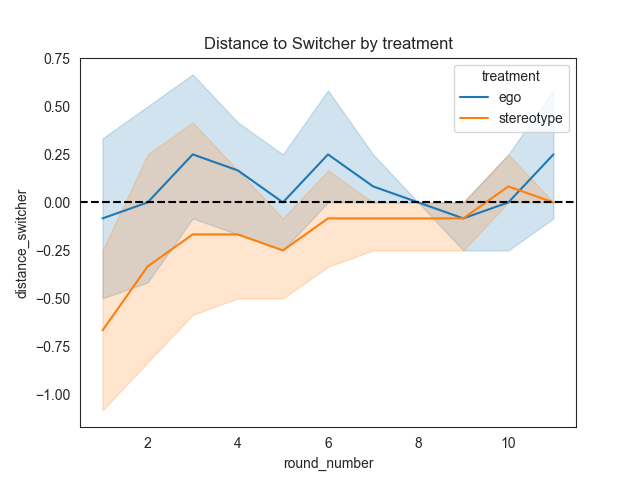 Distance to Switcher by treatment
treatment
ego
stereotype
distance_switcher
0.75
0.50
0.25
0.00
−0.25
−0.50
−0.75
−1.00
2 4 6 8 10
round_number